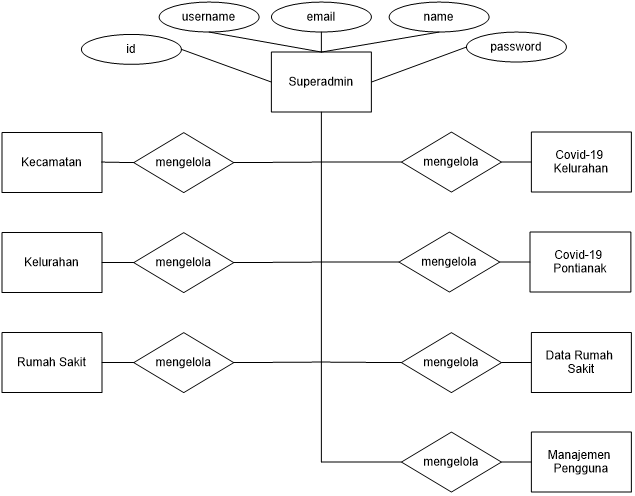 username
email
name
id
password
Superadmin
Kecamatan
mengelola
mengelola
Covid-19
Kelurahan
Kelurahan
mengelola
mengelola
Covid-19
Pontianak
Rumah Sakit
mengelola
mengelola
Data Rumah
Sakit
mengelola
Manajemen
Pengguna